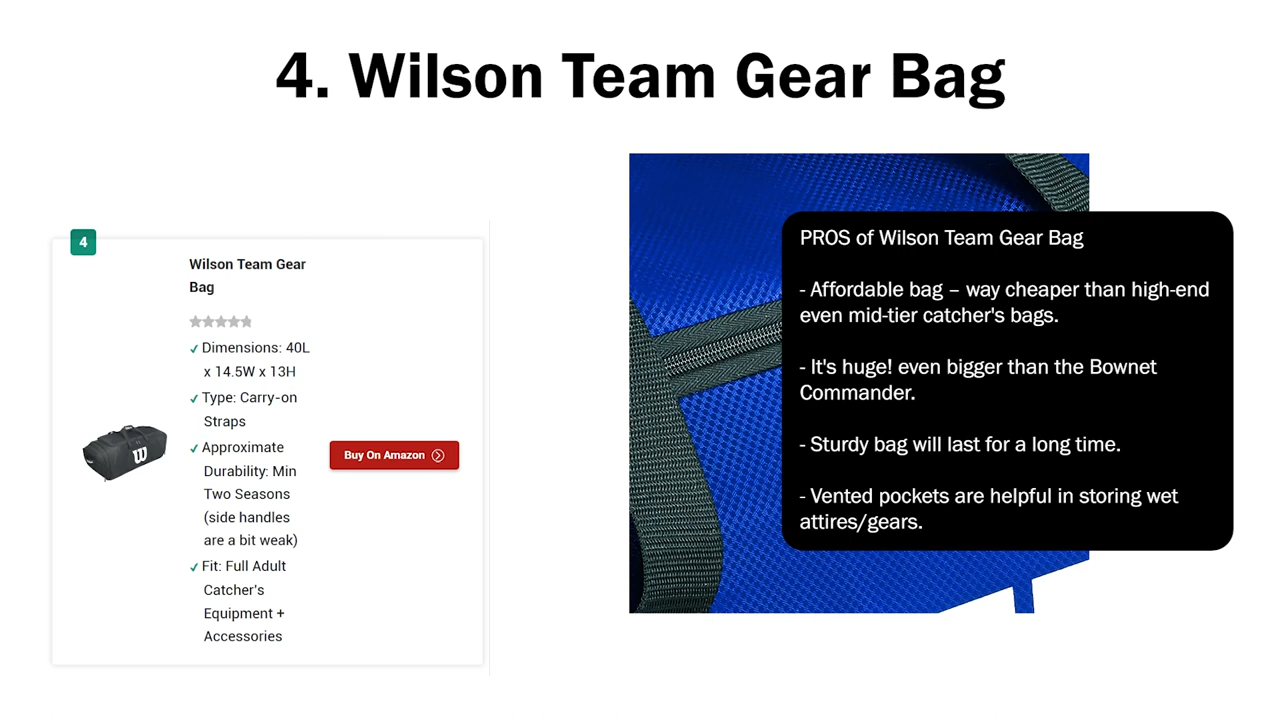 4. Wilson Team Gear Bag
4
Wilson Team Gear
Bag
✓ Dimensions: 40L
x 14.5W x 13H
✓ Type: Carry-on
Straps
✓ Approximate
Durability: Min
Two Seasons
(side handles
are a bit weak)
✓ Fit: Full Adult
Catcher's
Equipment +
Accessories
W
Buy On Amazon
PROS of Wilson Team Gear Bag
- Affordable bag – way cheaper than high-end
even mid-tier catcher's bags.
- It's huge! even bigger than the Bownet
Commander.
- Sturdy bag will last for a long time.
- Vented pockets are helpful in storing wet
attires/gears.